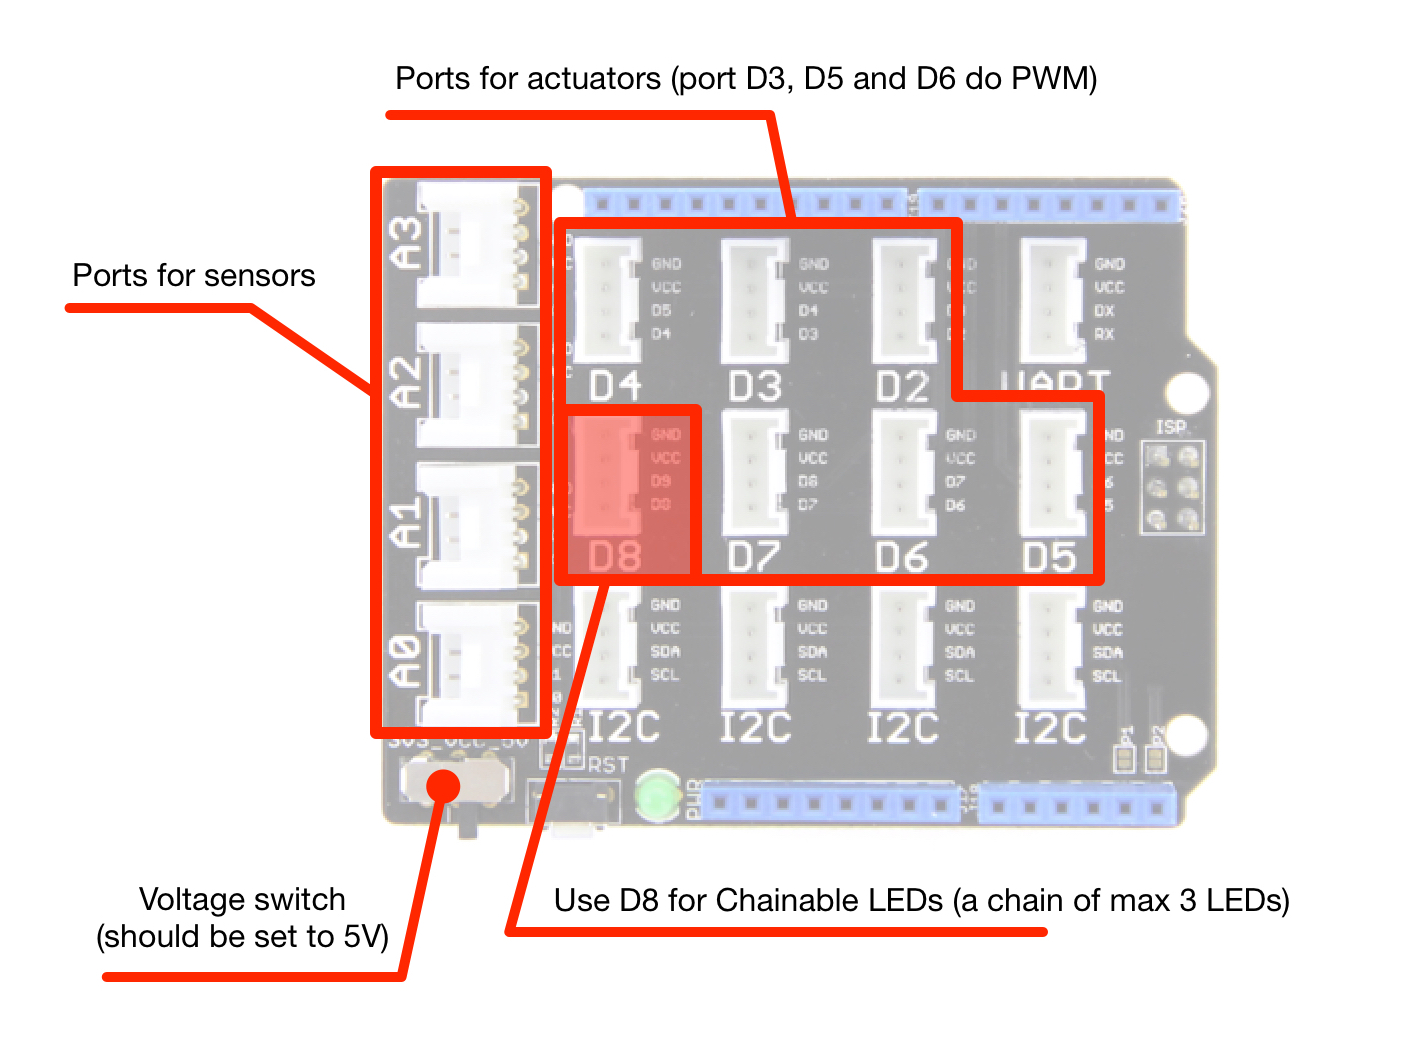 Ports for actuators (port D3, D5 and D6 do PWM)
Ports for sensors
A3
A2
A1
A0
GND
VCC
D5
D4
D4
GND
VCC
D4
D3
D3
D2
GND
VCC
DX
RX
UART
GND
VCC
D9
D8
D8
GND
VCC
D8
D7
D7
GND
VCC
D7
D6
D6
D5
ISP
GND
VCC
SDA
SCL
I2C
GND
VCC
SDA
SCL
I2C
GND
VCC
SDA
SCL
I2C
GND
VCC
SDA
SCL
I2C
P1
P2
3V3_VCC_5V
RST
PWR
Voltage switch
(should be set to 5V)
Use D8 for Chainable LEDs (a chain of max 3 LEDs)